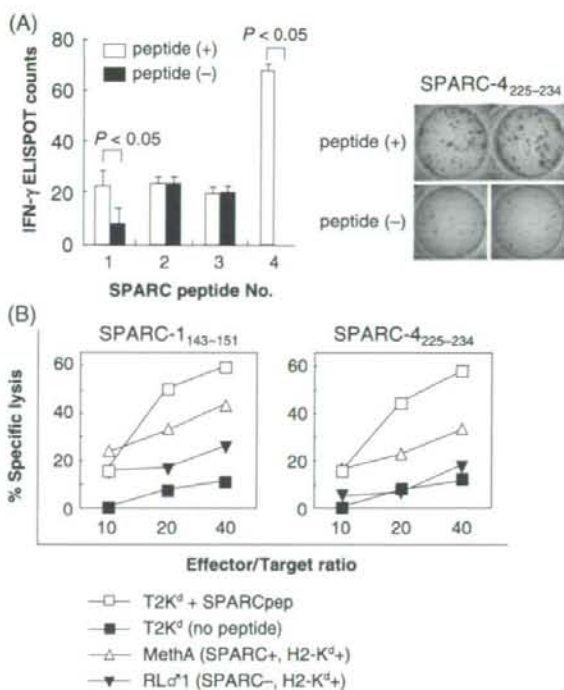 (A)
80
60
40
20
0
IFN-γ ELISPOT counts
peptide (+)
peptide (–)
P < 0.05
P < 0.05
1 2 3 4
SPARC peptide No.
SPARC-4225–234
peptide (+)
peptide (–)
(B)
SPARC-1143–151
SPARC-4225–234
% Specific lysis
60
40
20
0
10 20 40
60
40
20
0
10 20 40
Effector/Target ratio
T2Kd + SPARCpep
T2Kd (no peptide)
MethA (SPARC+, H2-Kd+)
RL♂1 (SPARC–, H2-Kd+)